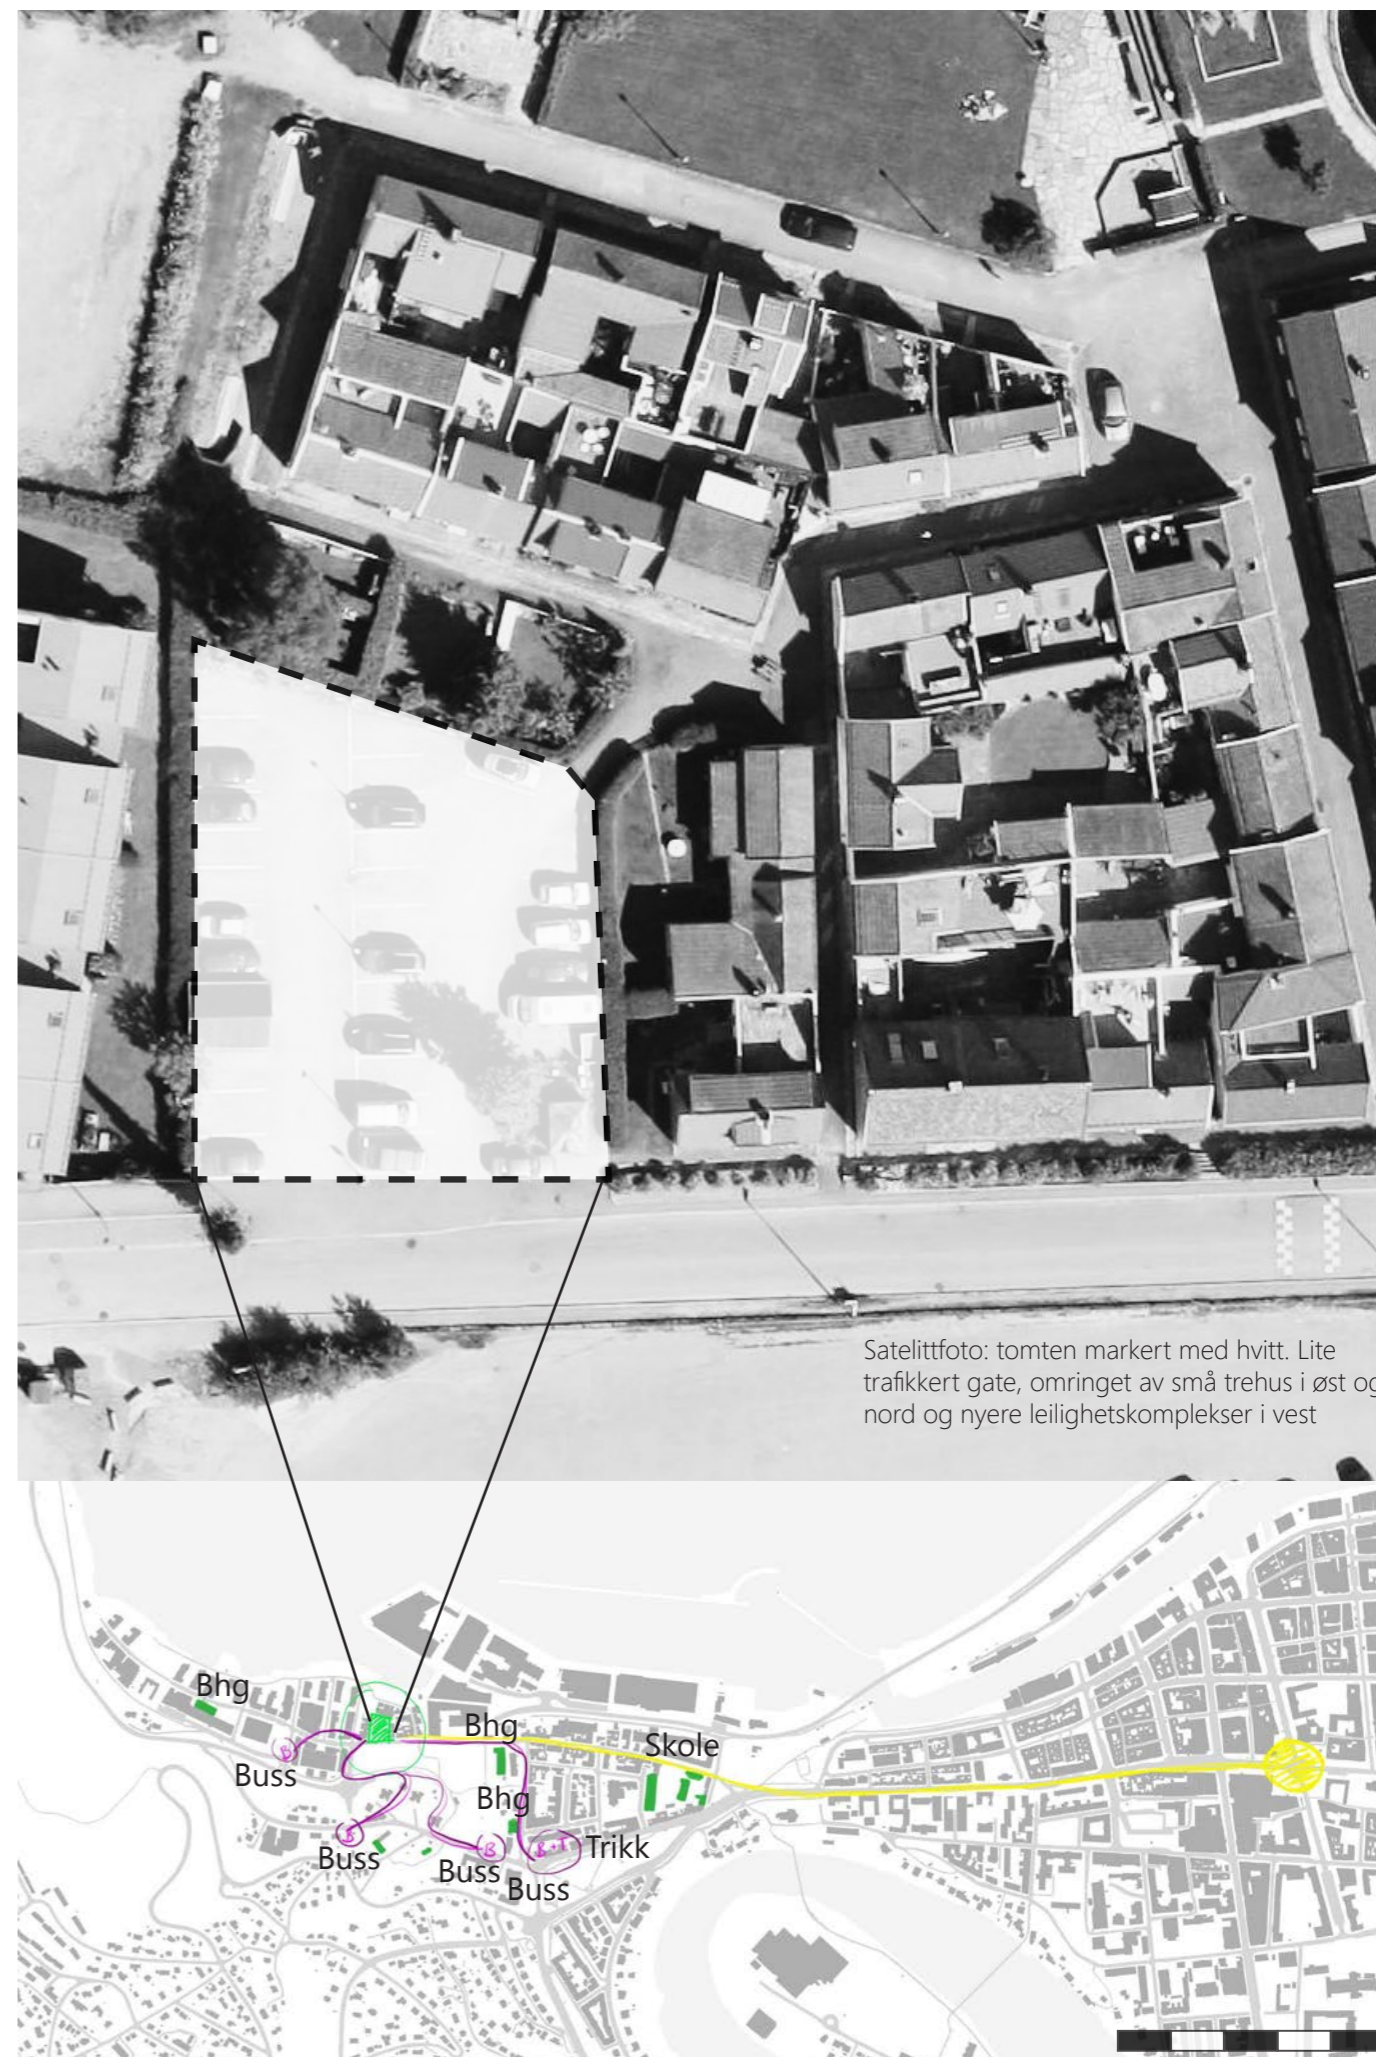 Satelittfoto: tomten markert med hvitt. Lite
trafikkert gate, omringet av små trehus i øst og
nord og nyere leilighetskomplekser i vest
Bhg
Bhg
Skole
B
Buss
Bhg
B
Buss
B
Buss
B+T
Trikk
Buss